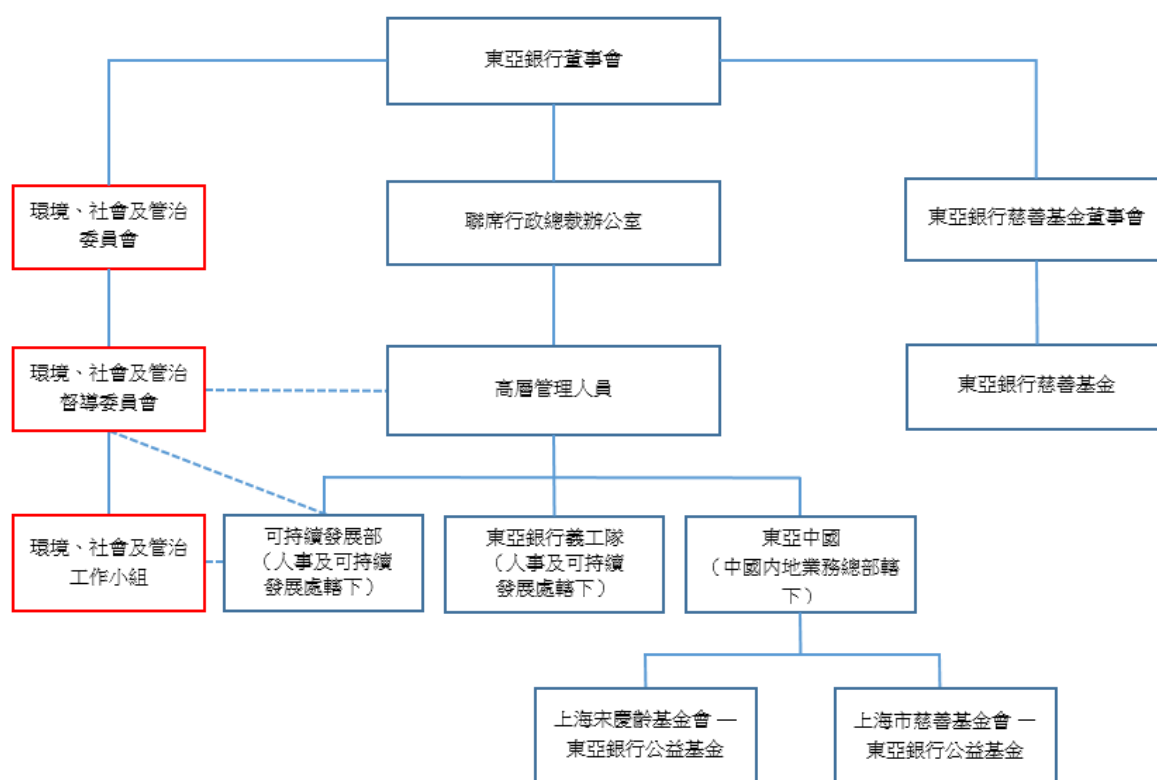 東亞銀行董事會
環境、社會及管治
委員會
聯席行政總裁辦公室
東亞銀行慈善基金董事會
環境、社會及管治
督導委員會
高層管理人員
東亞銀行慈善基金
環境、社會及管治
工作小組
可持續發展部
（人事及可持續
發展處轄下）
東亞銀行義工隊
（人事及可持續
發展處轄下）
東亞中國
（中國內地業務總部轄
下）
上海宋慶齡基金會 —
東亞銀行公益基金
上海市慈善基金會 —
東亞銀行公益基金